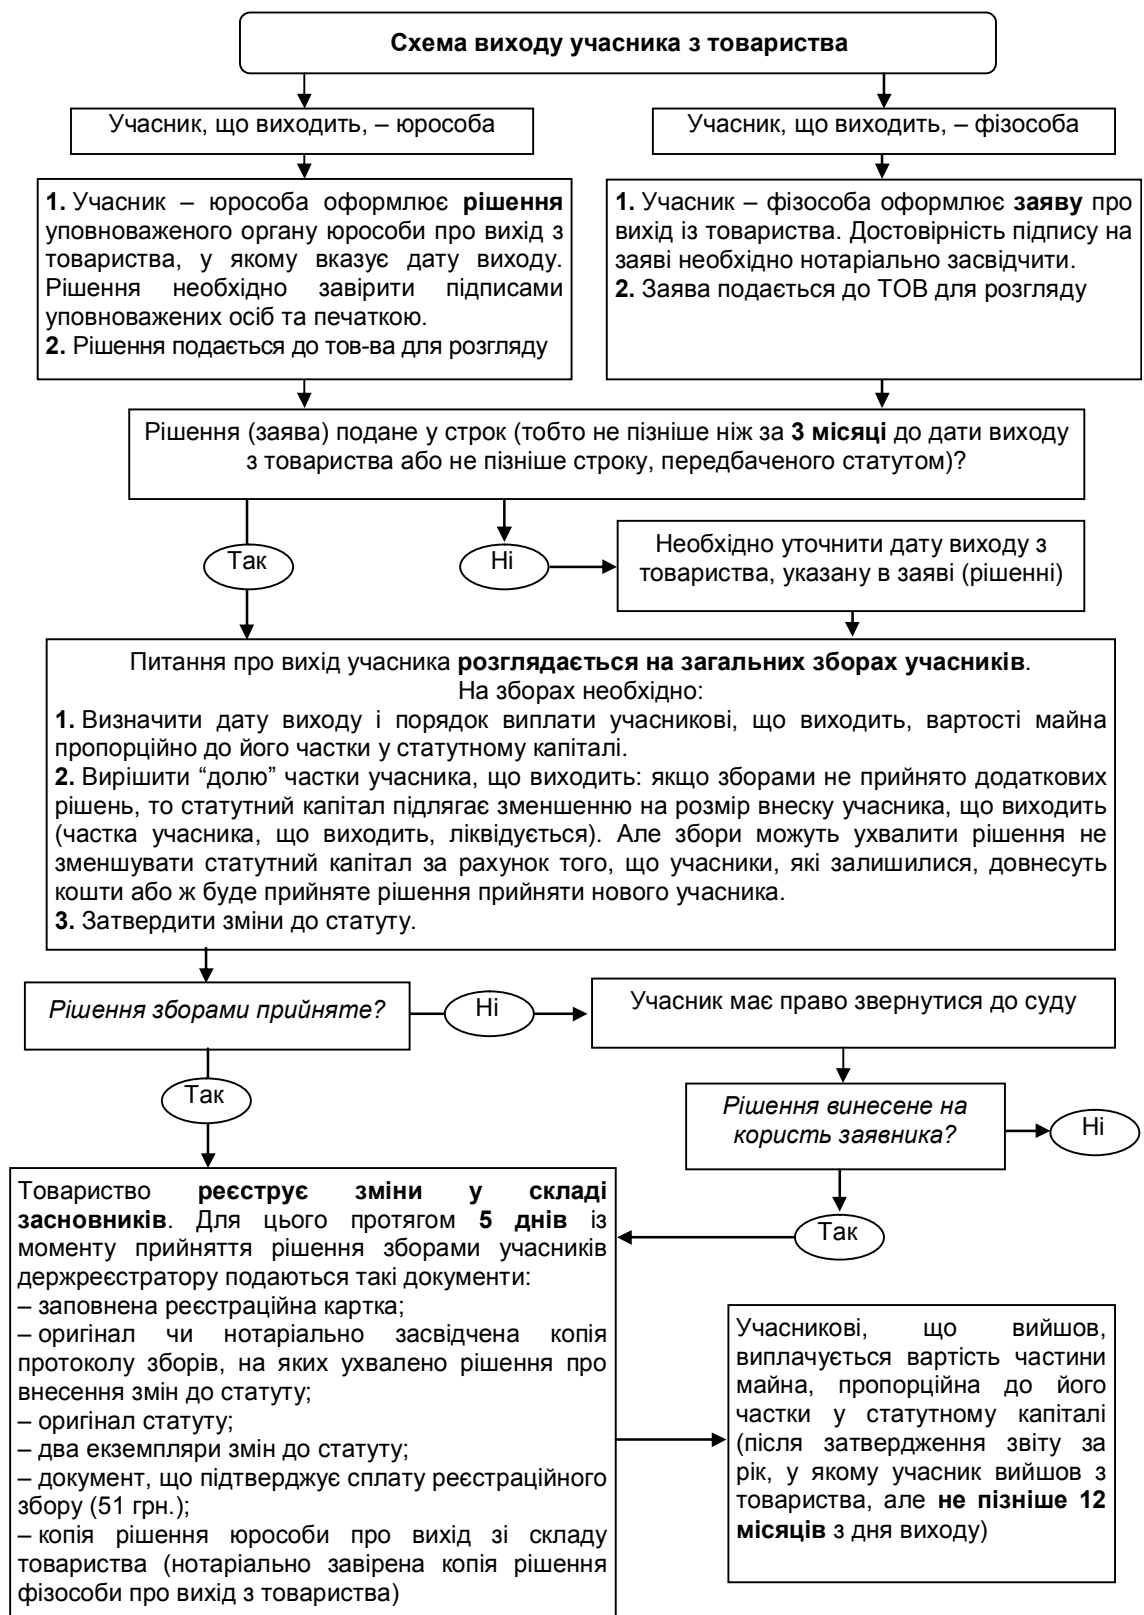 Схема виходу учасника з товариства
Учасник, що виходить, – юрособа
Учасник, що виходить, – фізособа
1. Учасник – юрособа оформлює рішення
уповноваженого органу юрособи про вихід з
товариства, у якому вказує дату виходу.
Рішення необхідно завірити підписами
уповноважених осіб та печаткою.
2. Рішення подається до тов-ва для розгляду
1. Учасник – фізособа оформлює заяву про
вихід із товариства. Достовірність підпису на
заяві необхідно нотаріально засвідчити.
2. Заява подається до ТОВ для розгляду
Рішення (заява) подане у строк (тобто не пізніше ніж за 3 місяці до дати виходу
з товариства або не пізніше строку, передбаченого статутом)?
Так
Ні
Необхідно уточнити дату виходу з
товариства, указану в заяві (рішенні)
Питання про вихід учасника розглядається на загальних зборах учасників.
На зборах необхідно:
1. Визначити дату виходу і порядок виплати учасникові, що виходить, вартості майна
пропорційно до його частки у статутному капіталі.
2. Вирішити “долю” частки учасника, що виходить: якщо зборами не прийнято додаткових
рішень, то статутний капітал підлягає зменшенню на розмір внеску учасника, що виходить
(частка учасника, що виходить, ліквідується). Але збори можуть ухвалити рішення не
зменшувати статутний капітал за рахунок того, що учасники, які залишилися, довнесуть
кошти або ж буде прийняте рішення прийняти нового учасника.
3. Затвердити зміни до статуту.
Рішення зборами прийняте?
Ні
Учасник має право звернутися до суду
Так
Рішення винесене на
користь заявника?
Ні
Так
Товариство реєструє зміни у складі
засновників. Для цього протягом 5 днів із
моменту прийняття рішення зборами учасників
держреєстратору подаються такі документи:
– заповнена реєстраційна картка;
– оригінал чи нотаріально засвідчена копія
протоколу зборів, на яких ухвалено рішення про
внесення змін до статуту;
– оригінал статуту;
– два екземпляри змін до статуту;
– документ, що підтверджує сплату реєстраційного
збору (51 грн.);
– копія рішення юрособи про вихід зі складу
товариства (нотаріально завірена копія рішення
фізособи про вихід з товариства)
Учасникові, що вийшов,
виплачується вартість частини
майна, пропорційна до його
частки у статутному капіталі
(після затвердження звіту за
рік, у якому учасник вийшов з
товариства, але не пізніше 12
місяців з дня виходу)